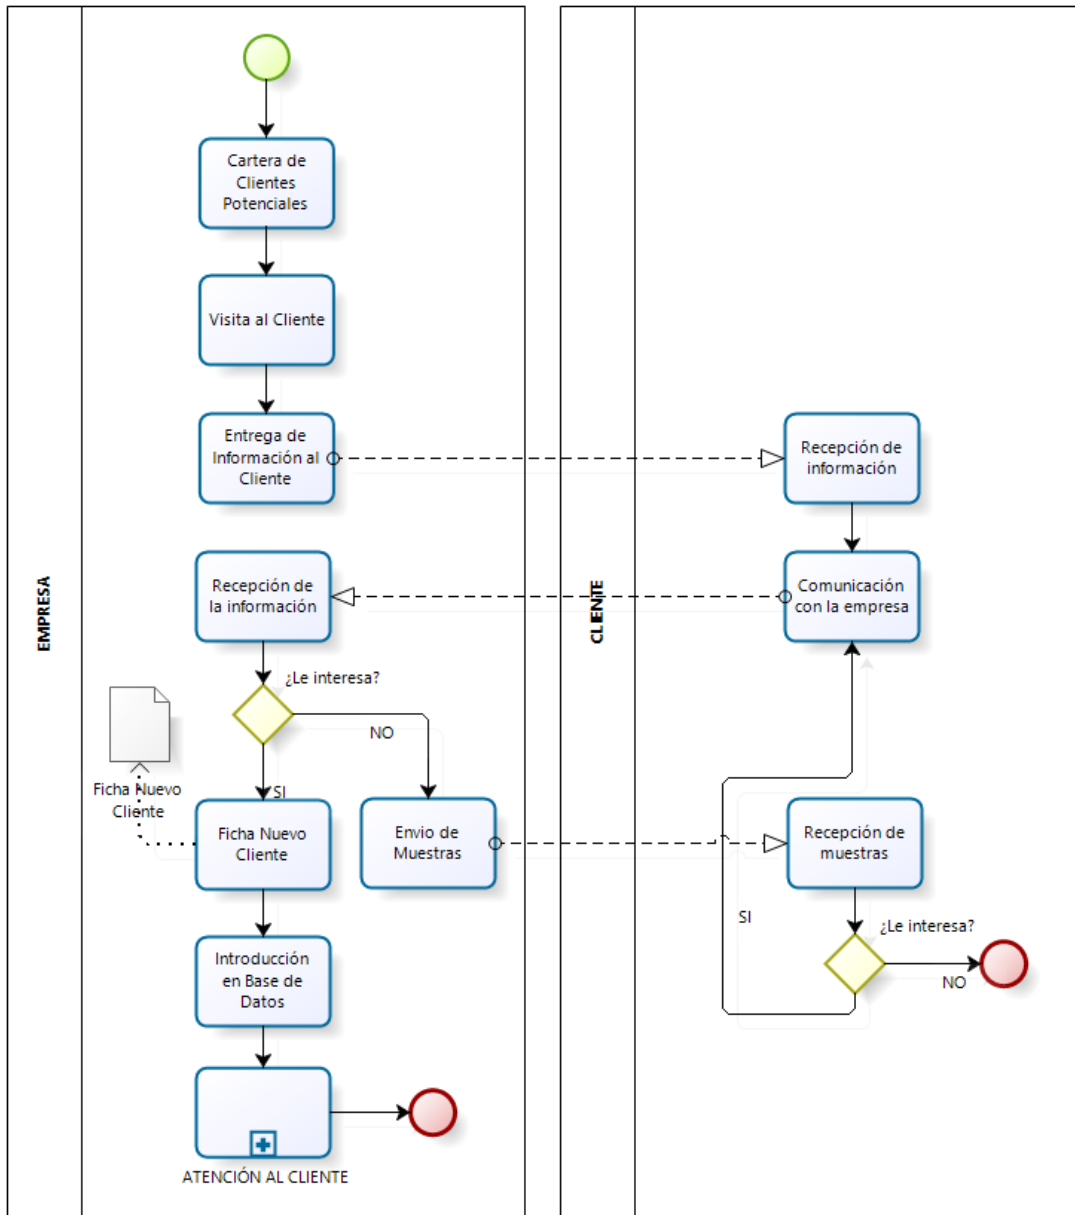 EMPRESA
Cartera de
Clientes
Potenciales
Visita al Cliente
Entrega de
Información al
Cliente
Recepción de
la información
¿Le interesa?
NO
SI
Ficha Nuevo
Cliente
Ficha Nuevo
Cliente
Envio de
Muestras
Introducción
en Base de
Datos
ATENCIÓN AL CLIENTE
CLIENTE
Recepción de
información
Comunicación
con la empresa
Recepción de
muestras
¿Le interesa?
SI
NO